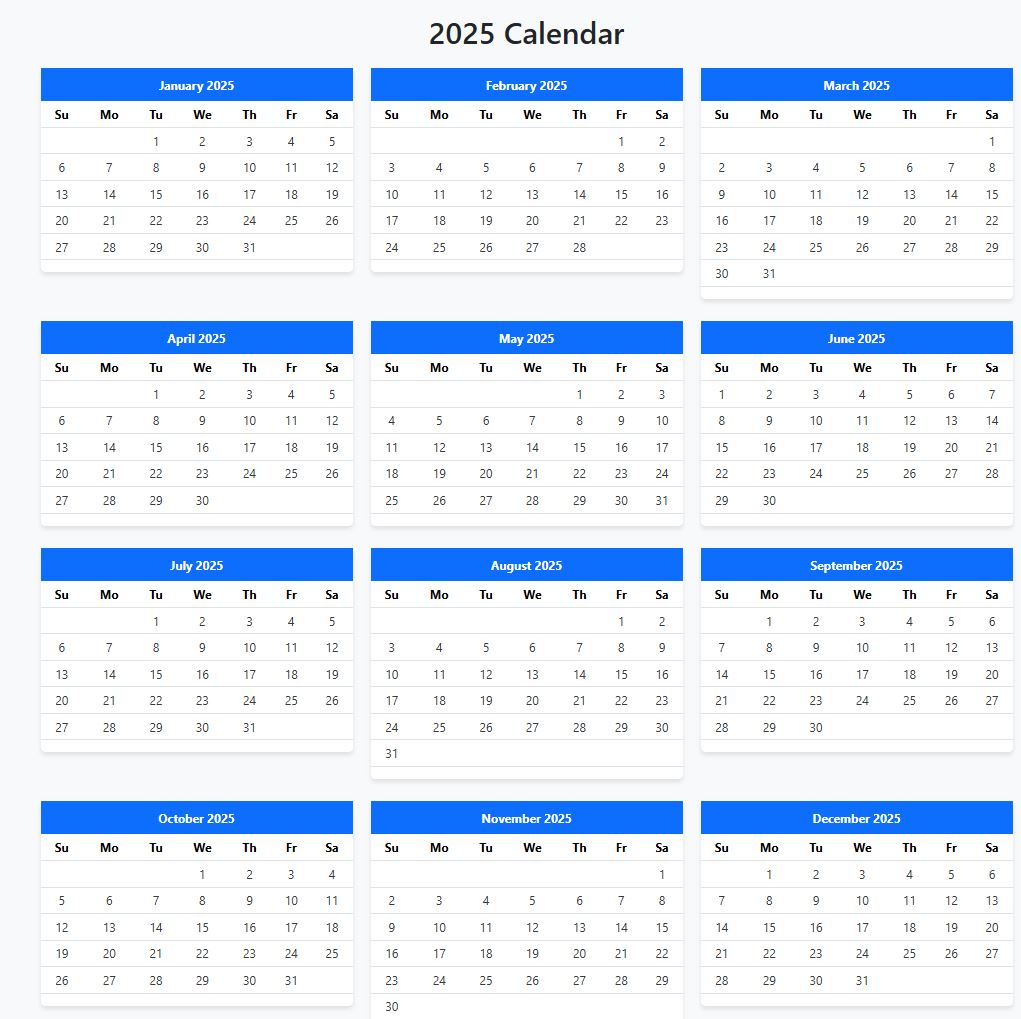 2025 Calendar
January 2025
Su Mo Tu We Th Fr Sa
1 2 3 4 5
6 7 8 9 10 11 12
13 14 15 16 17 18 19
20 21 22 23 24 25 26
27 28 29 30 31
February 2025
Su Mo Tu We Th Fr Sa
1 2
3 4 5 6 7 8 9
10 11 12 13 14 15 16
17 18 19 20 21 22 23
24 25 26 27 28
March 2025
Su Mo Tu We Th Fr Sa
1
2 3 4 5 6 7 8
9 10 11 12 13 14 15
16 17 18 19 20 21 22
23 24 25 26 27 28 29
30 31
April 2025
Su Mo Tu We Th Fr Sa
1 2 3 4 5
6 7 8 9 10 11 12
13 14 15 16 17 18 19
20 21 22 23 24 25 26
27 28 29 30
May 2025
Su Mo Tu We Th Fr Sa
1 2 3
4 5 6 7 8 9 10
11 12 13 14 15 16 17
18 19 20 21 22 23 24
25 26 27 28 29 30 31
June 2025
Su Mo Tu We Th Fr Sa
1 2 3 4 5 6 7
8 9 10 11 12 13 14
15 16 17 18 19 20 21
22 23 24 25 26 27 28
29 30
July 2025
Su Mo Tu We Th Fr Sa
1 2 3 4 5
6 7 8 9 10 11 12
13 14 15 16 17 18 19
20 21 22 23 24 25 26
27 28 29 30 31
August 2025
Su Mo Tu We Th Fr Sa
1 2
3 4 5 6 7 8 9
10 11 12 13 14 15 16
17 18 19 20 21 22 23
24 25 26 27 28 29 30
31
September 2025
Su Mo Tu We Th Fr Sa
1 2 3 4 5 6
7 8 9 10 11 12 13
14 15 16 17 18 19 20
21 22 23 24 25 26 27
28 29 30
October 2025
Su Mo Tu We Th Fr Sa
1 2 3 4
5 6 7 8 9 10 11
12 13 14 15 16 17 18
19 20 21 22 23 24 25
26 27 28 29 30 31
November 2025
Su Mo Tu We Th Fr Sa
1
2 3 4 5 6 7 8
9 10 11 12 13 14 15
16 17 18 19 20 21 22
23 24 25 26 27 28 29
30
December 2025
Su Mo Tu We Th Fr Sa
1 2 3 4 5 6
7 8 9 10 11 12 13
14 15 16 17 18 19 20
21 22 23 24 25 26 27
28 29 30 31